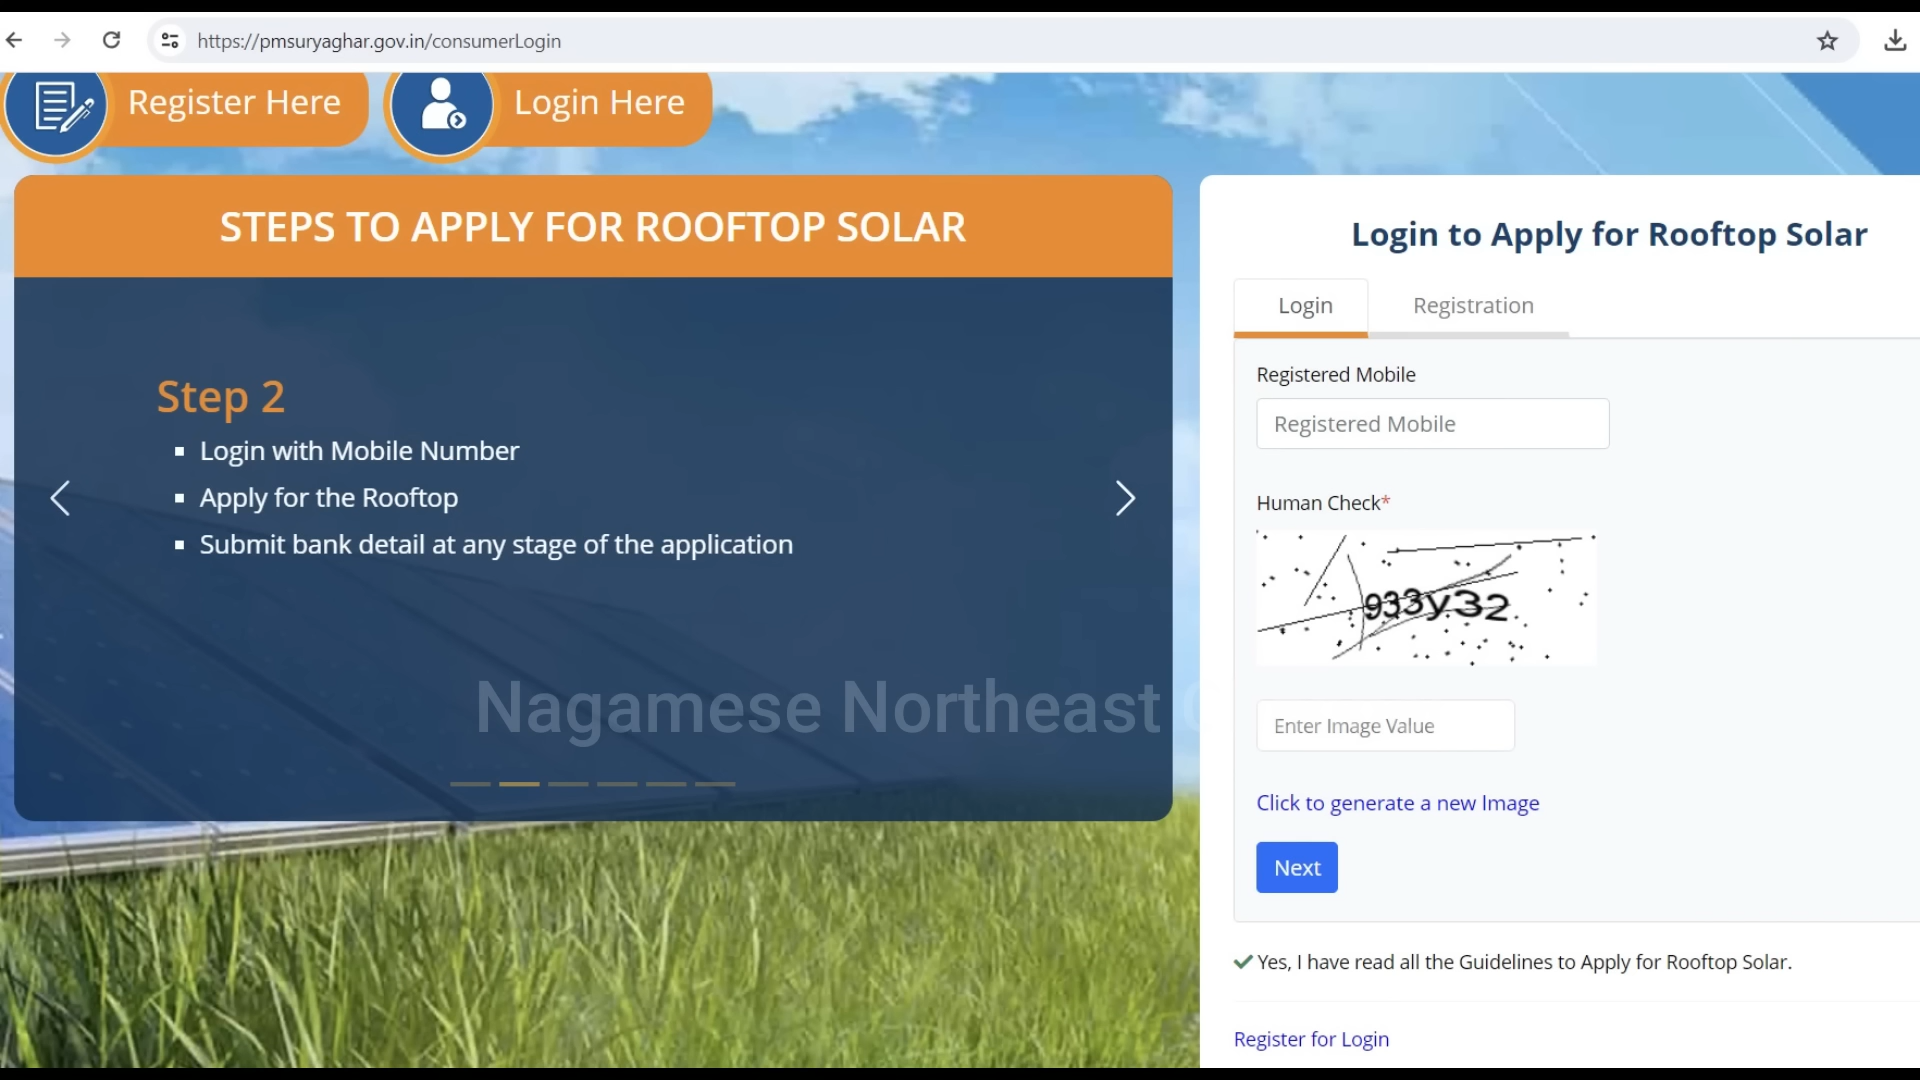 https://pmsuryaghar.gov.in/consumerLogin
Register Here
Login Here
STEPS TO APPLY FOR ROOFTOP SOLAR
Step 2
Login with Mobile Number
Apply for the Rooftop
Submit bank detail at any stage of the application
Nagamese Northeast
Login to Apply for Rooftop Solar
Login
Registration
Registered Mobile
Registered Mobile
Human Check*
933y32
Enter Image Value
Click to generate a new Image
Next
Yes, I have read all the Guidelines to Apply for Rooftop Solar.
Register for Login